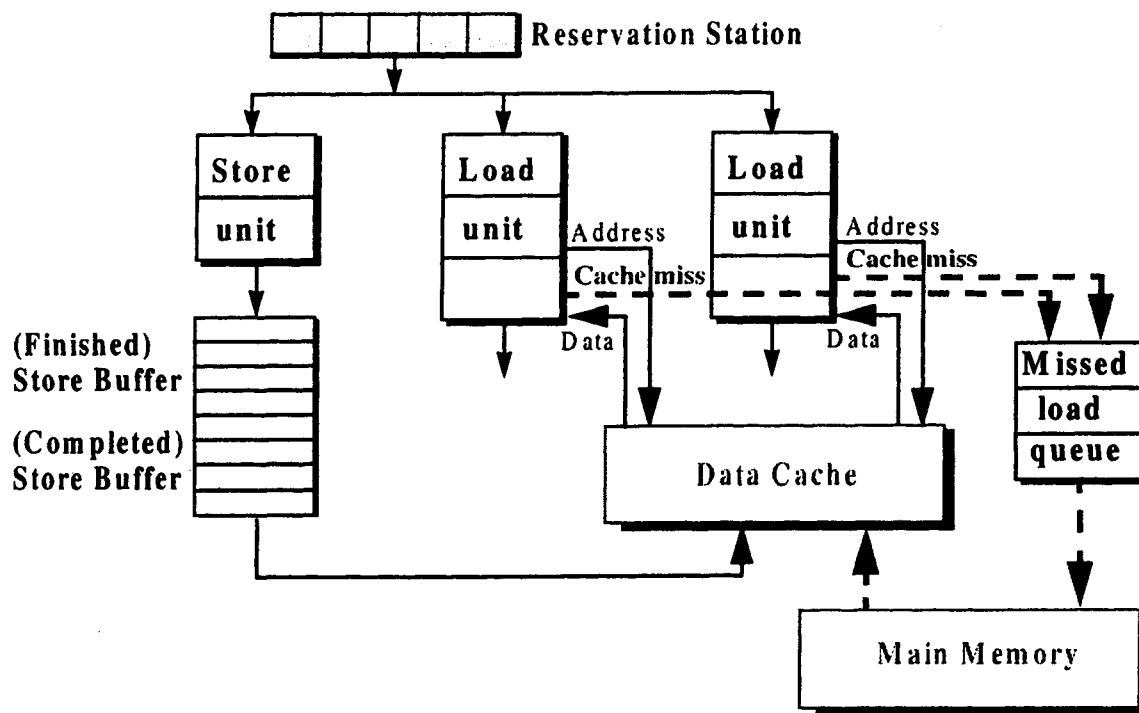 Reservation Station
Store
unit
Load
unit
Load
unit
Address
Cache miss
Data
Address
Cache miss
Data
(Finished)
Store Buffer
(Completed)
Store Buffer
Missed
load
queue
Data Cache
Main Memory